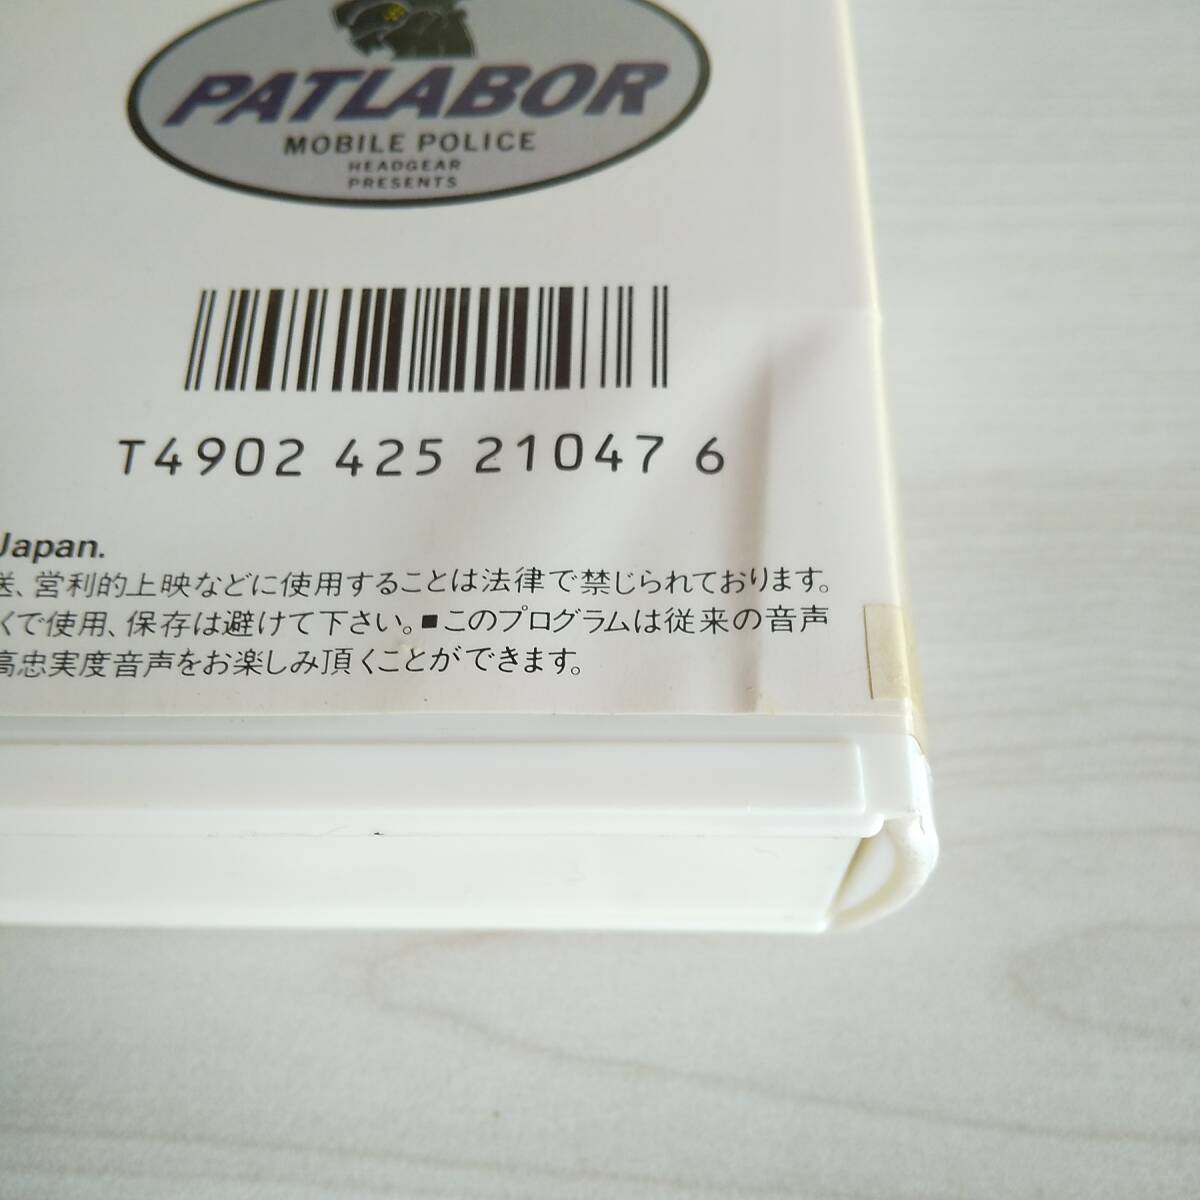 PATLABOR
MOBILE POLICE
HEADGEAR
PRESENTS
T4902 425 21047 6
Japan.
送、営利的上映などに使用することは法律で禁じられております。
くで使用、保存は避けて下さい。■このプログラムは従来の音声
高忠実度音声をお楽しみ頂くことができます。